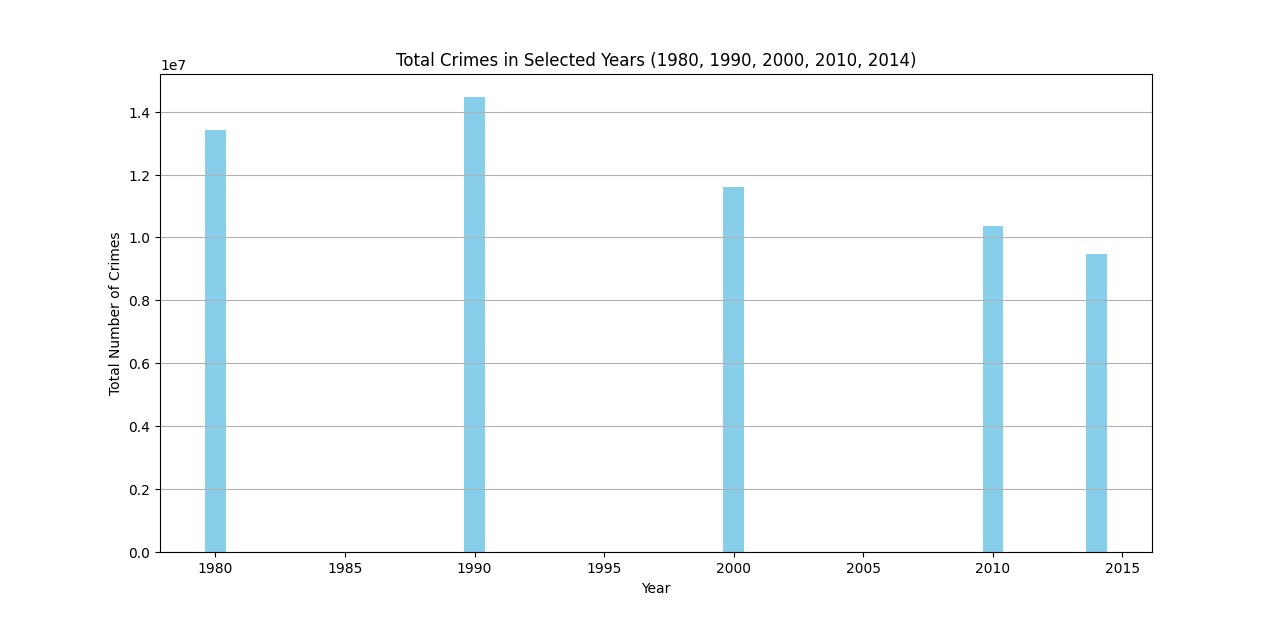 Total Crimes in Selected Years (1980, 1990, 2000, 2010, 2014)
1e7
1.4
1.2
1.0
0.8
0.6
0.4
0.2
0.0
Total Number of Crimes
1980 1985 1990 1995 2000 2005 2010 2015
Year